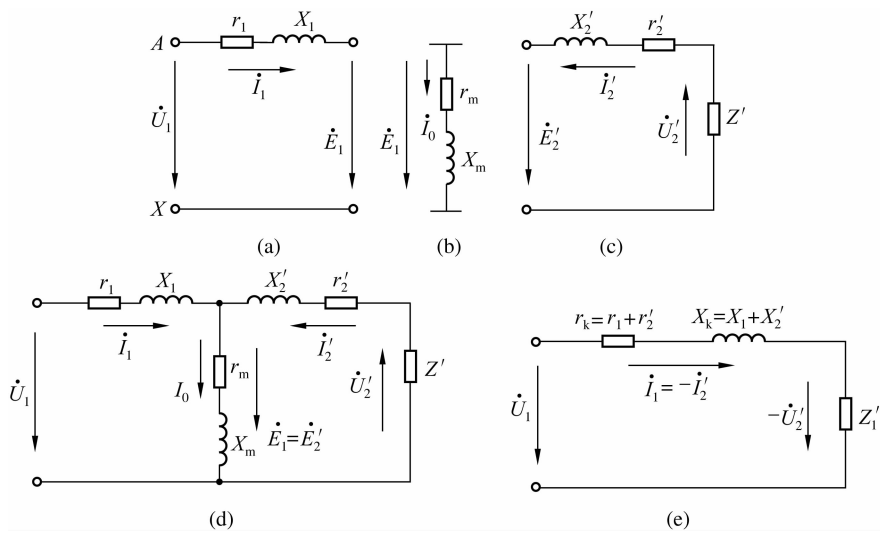 A r₁ X₁
İ₁
U̇₁ Ė₁
X
(a)
rₘ
İ₀
Ė₁
Xₘ
(b)
X₂′ r₂′
İ₂′
Ė₂′ U̇₂′ Z′
(c)
r₁ X₁ X₂′ r₂′
İ₁ İ₂′
U̇₁ I₀ rₘ U̇₂′ Z′
Xₘ Ė₁=Ė₂′
(d)
rₖ=r₁+r₂′ Xₖ=X₁+X₂′
İ₁=−İ₂′
U̇₁ −U̇₂′ Z₁′
(e)